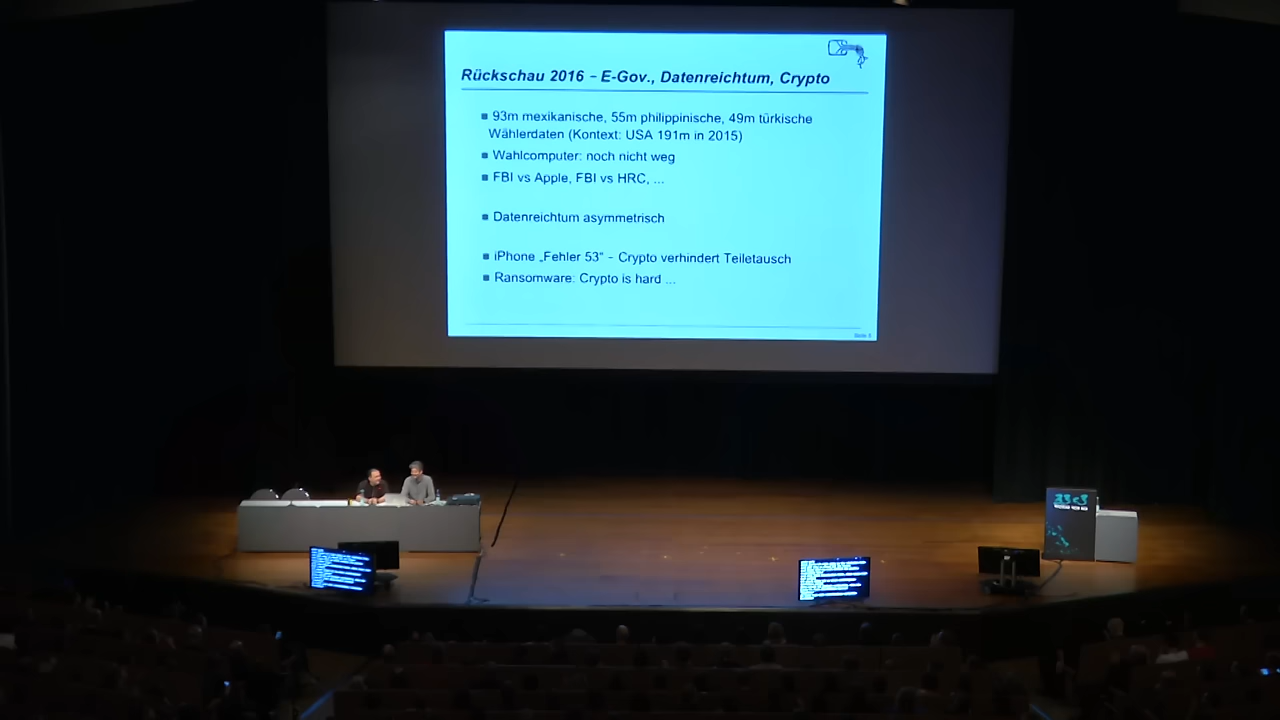 Rückschau 2016 – E-Gov., Datenreichtum, Crypto
93m mexikanische, 55m philippinische, 49m türkische
Wählerdaten (Kontext: USA 191m in 2015)
Wahlcomputer: noch nicht weg
FBI vs Apple, FBI vs HRC, ...
Datenreichtum asymmetrisch
iPhone „Fehler 53" - Crypto verhindert Teiletausch
Ransomware: Crypto is hard ...
33c3